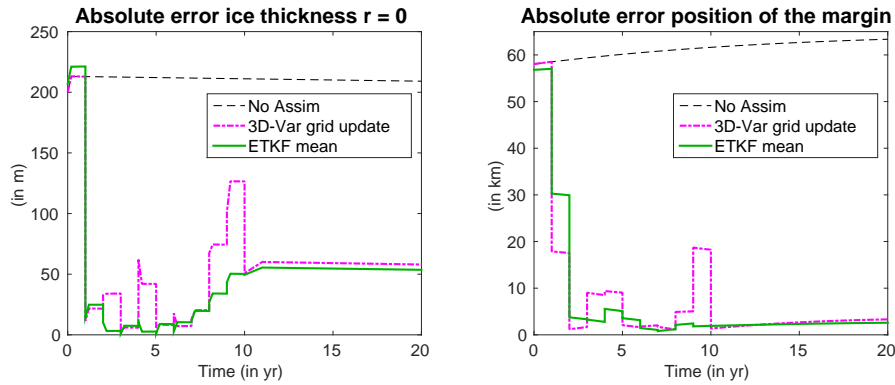 Absolute error ice thickness r = 0
250
200
150
100
50
0
(in m)
0 5 10 15 20
Time (in yr)
No Assim
3D-Var grid update
ETKF mean
Absolute error position of the margin
60
50
40
30
20
10
0
(in km)
0 5 10 15 20
Time (in yr)
No Assim
3D-Var grid update
ETKF mean